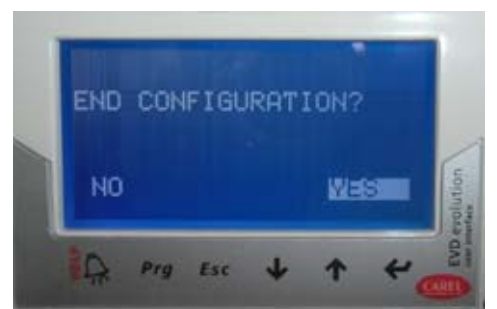 END CONFIGURATION?
NO YES
HELP Prg Esc
CAREL
EVD evolution
user interface